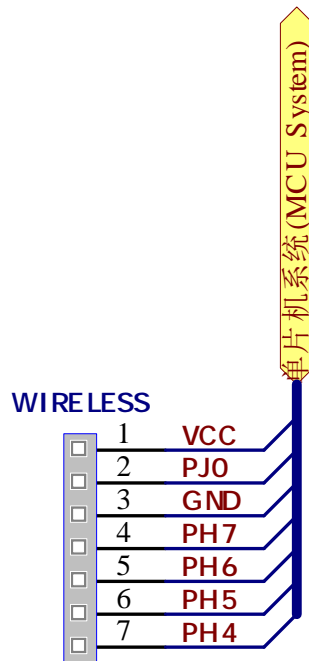 单片机系统(MCU System)
WIRELESS
1 VCC
2 PJ0
3 GND
4 PH7
5 PH6
6 PH5
7 PH4